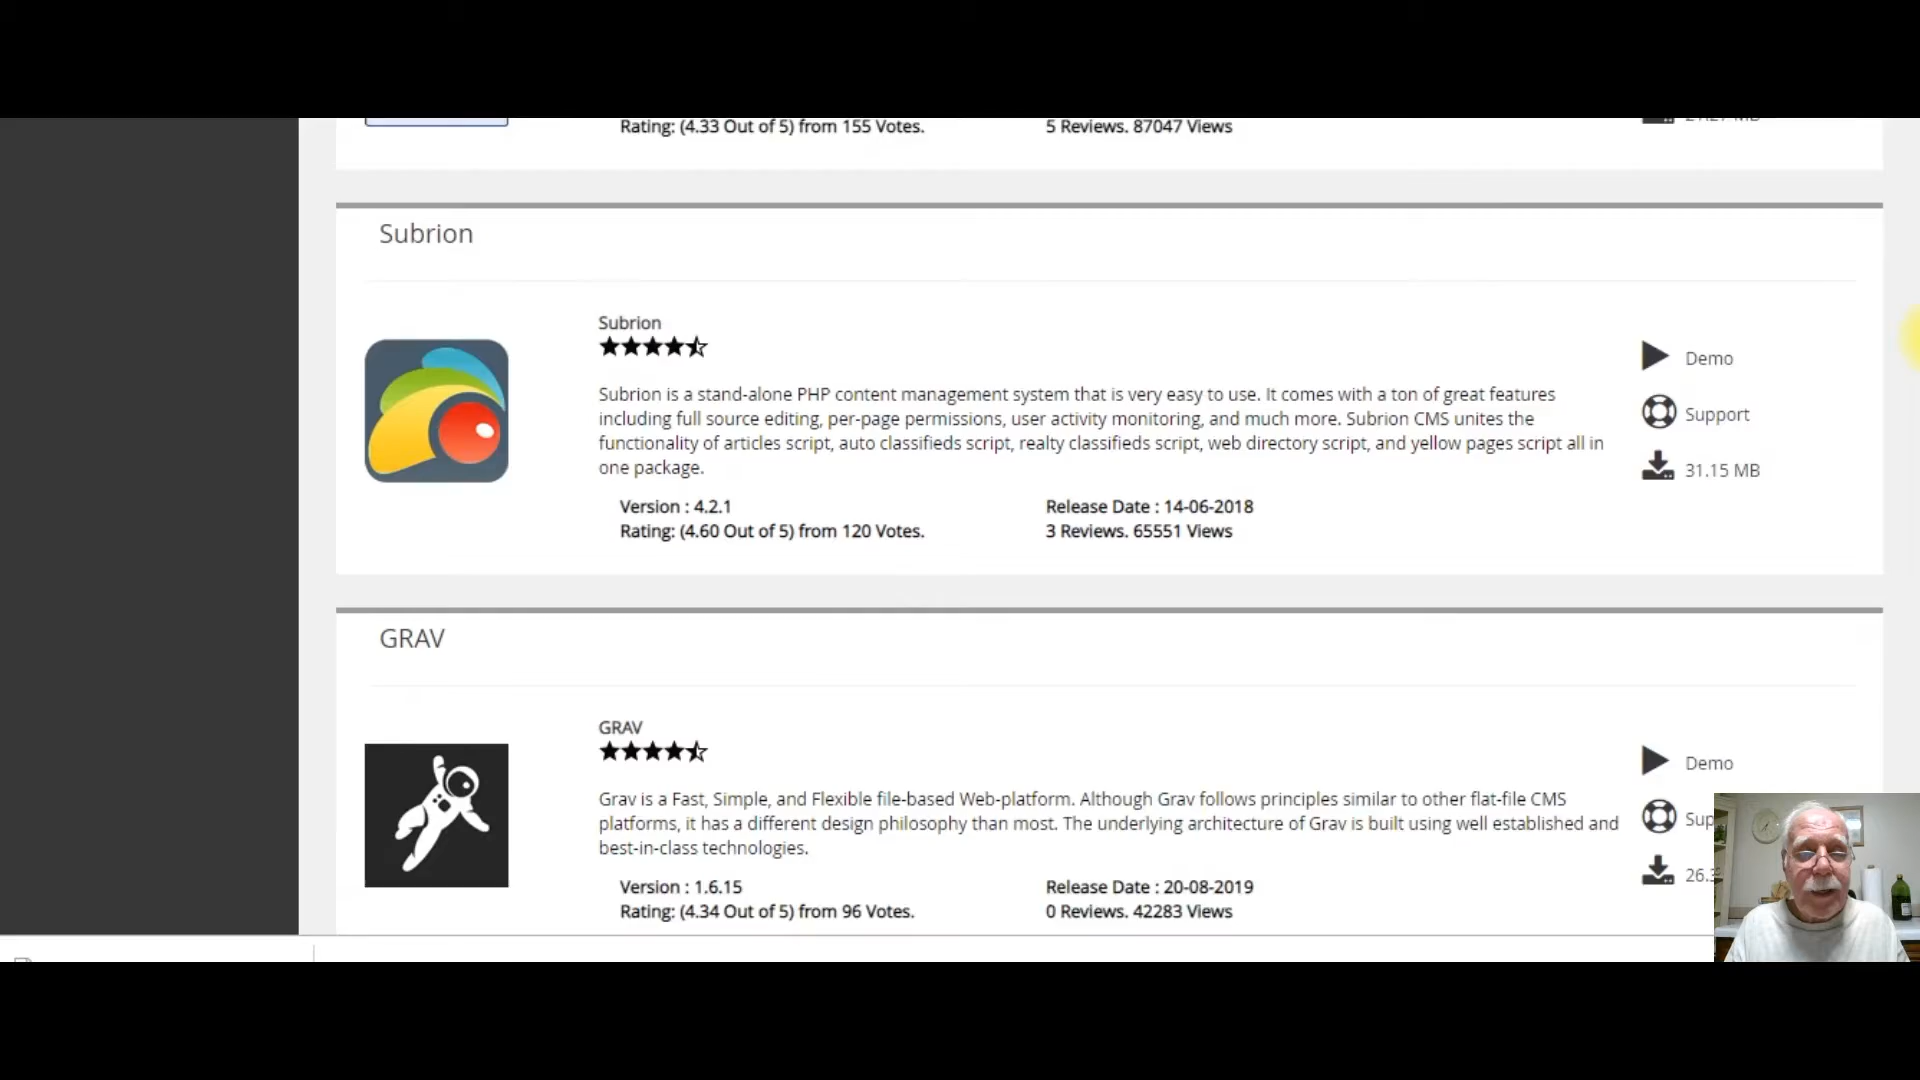 Rating: (4.33 Out of 5) from 155 Votes.
5 Reviews. 87047 Views
Subrion
Subrion
Demo
Subrion is a stand-alone PHP content management system that is very easy to use. It comes with a ton of great features
including full source editing, per-page permissions, user activity monitoring, and much more. Subrion CMS unites the
functionality of articles script, auto classifieds script, realty classifieds script, web directory script, and yellow pages script all in
one package.
Support
31.15 MB
Version : 4.2.1
Release Date : 14-06-2018
Rating: (4.60 Out of 5) from 120 Votes.
3 Reviews. 65551 Views
GRAV
GRAV
Demo
Grav is a Fast, Simple, and Flexible file-based Web-platform. Although Grav follows principles similar to other flat-file CMS
platforms, it has a different design philosophy than most. The underlying architecture of Grav is built using well established and
best-in-class technologies.
Version : 1.6.15
Release Date : 20-08-2019
Rating: (4.34 Out of 5) from 96 Votes.
0 Reviews. 42283 Views